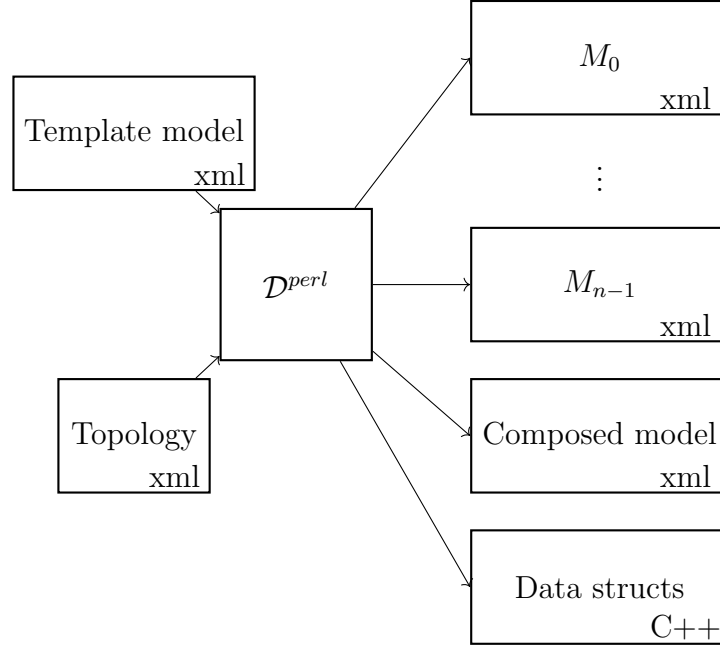 Template model
xml
Topology
xml
𝒟^{perl}
M_0
xml
⋮
M_{n−1}
xml
Composed model
xml
Data structs
C++